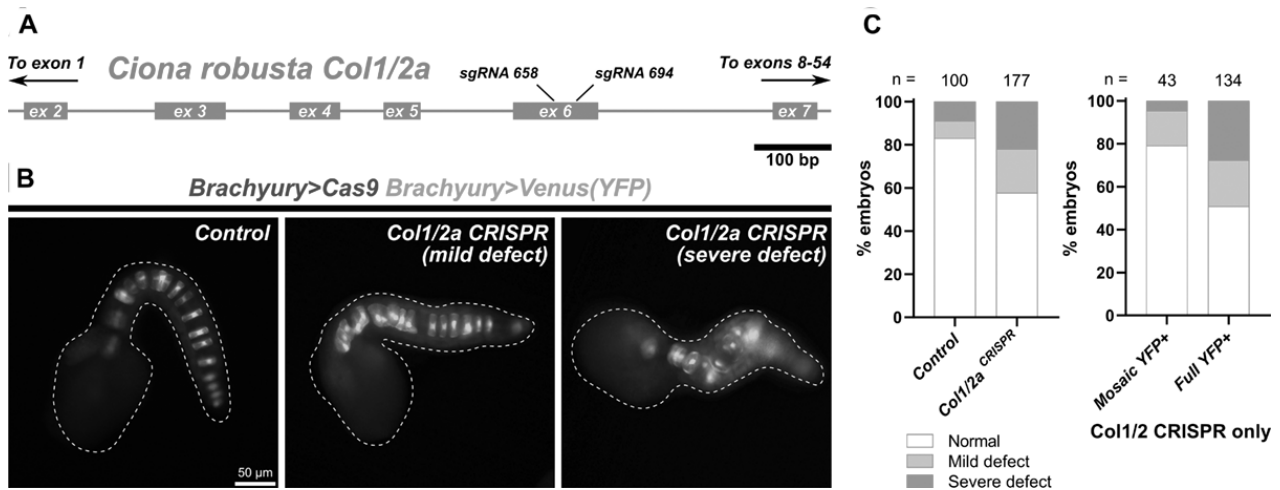 A
To exon 1
Ciona robusta Col1/2a
sgRNA 658
sgRNA 694
To exons 8-54
ex 2
ex 3
ex 4
ex 5
ex 6
ex 7
100 bp
B
Brachyury>Cas9 Brachyury>Venus(YFP)
Control
50 µm
Col1/2a CRISPR
(mild defect)
Col1/2a CRISPR
(severe defect)
C
n = 100 177
% embryos
100
80
60
40
20
0
Control
Col1/2a CRISPR
n = 43 134
% embryos
100
80
60
40
20
0
Mosaic YFP+
Full YFP+
Col1/2 CRISPR only
Normal
Mild defect
Severe defect